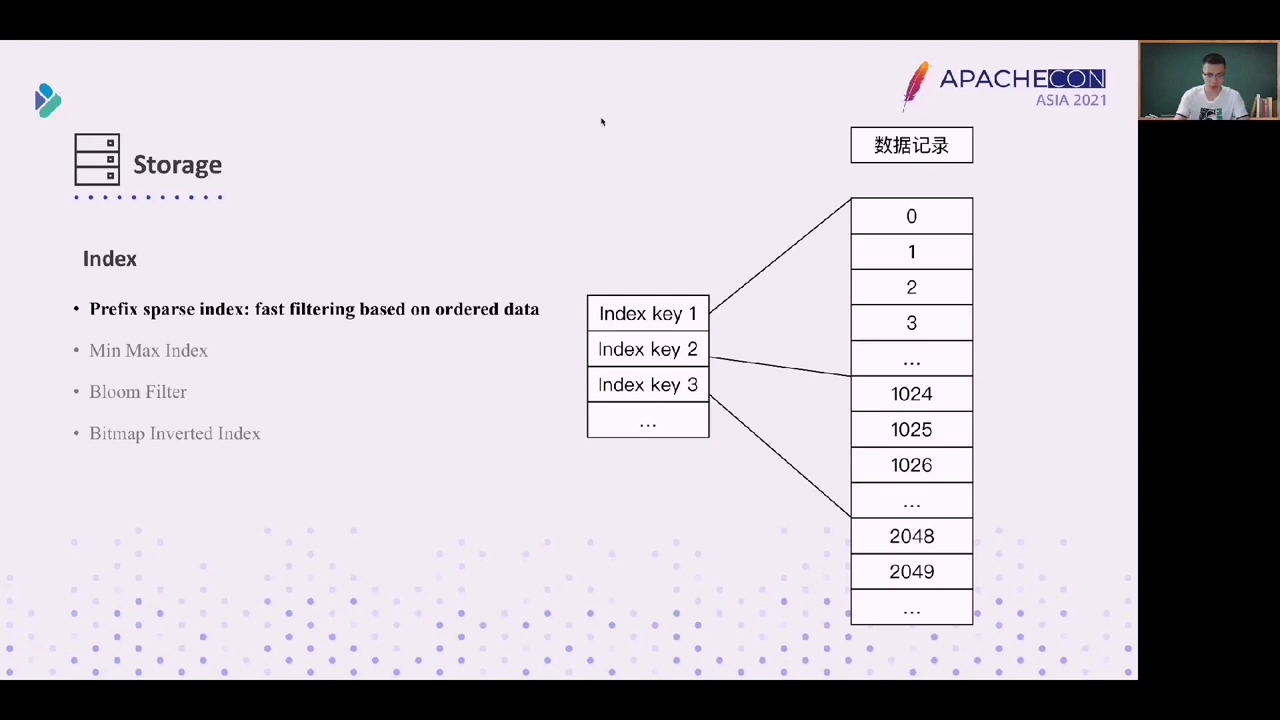 APACHECON
ASIA 2021
Storage
Index
• Prefix sparse index: fast filtering based on ordered data
• Min Max Index
• Bloom Filter
• Bitmap Inverted Index
Index key 1
Index key 2
Index key 3
...
数据记录
0
1
2
3
...
1024
1025
1026
...
2048
2049
...